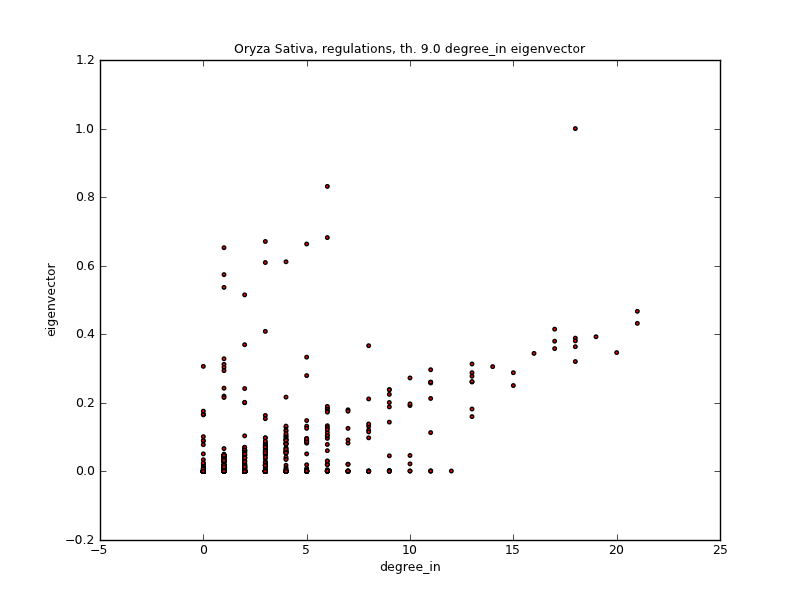 Oryza Sativa, regulations, th. 9.0 degree_in eigenvector
1.2
1.0
0.8
0.6
0.4
0.2
0.0
−0.2
eigenvector
−5 0 5 10 15 20 25
degree_in